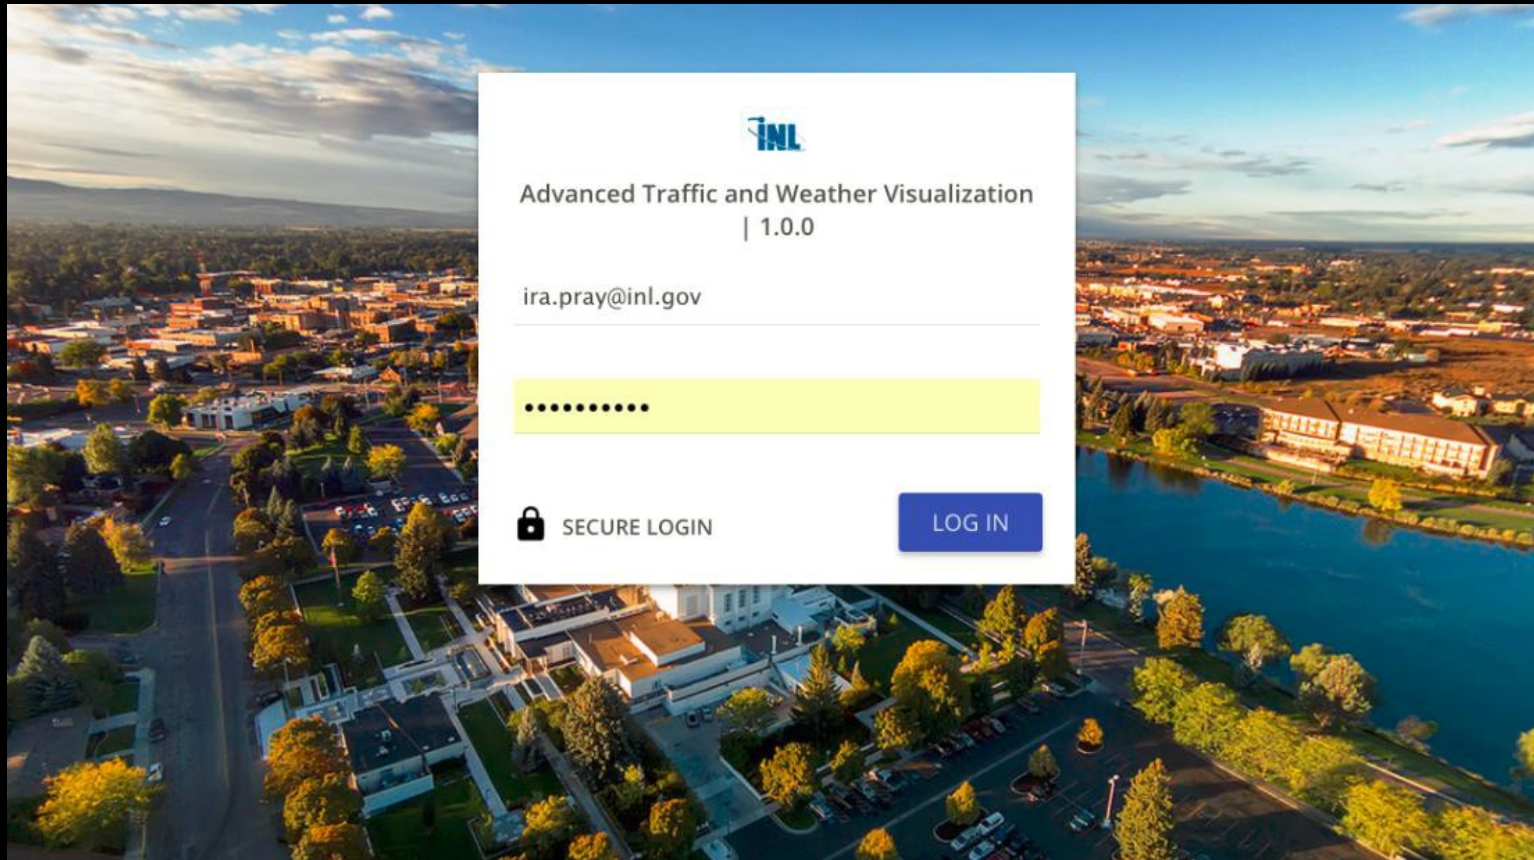 INL
Advanced Traffic and Weather Visualization
| 1.0.0
ira.pray@inl.gov
••••••••••
SECURE LOGIN
LOG IN